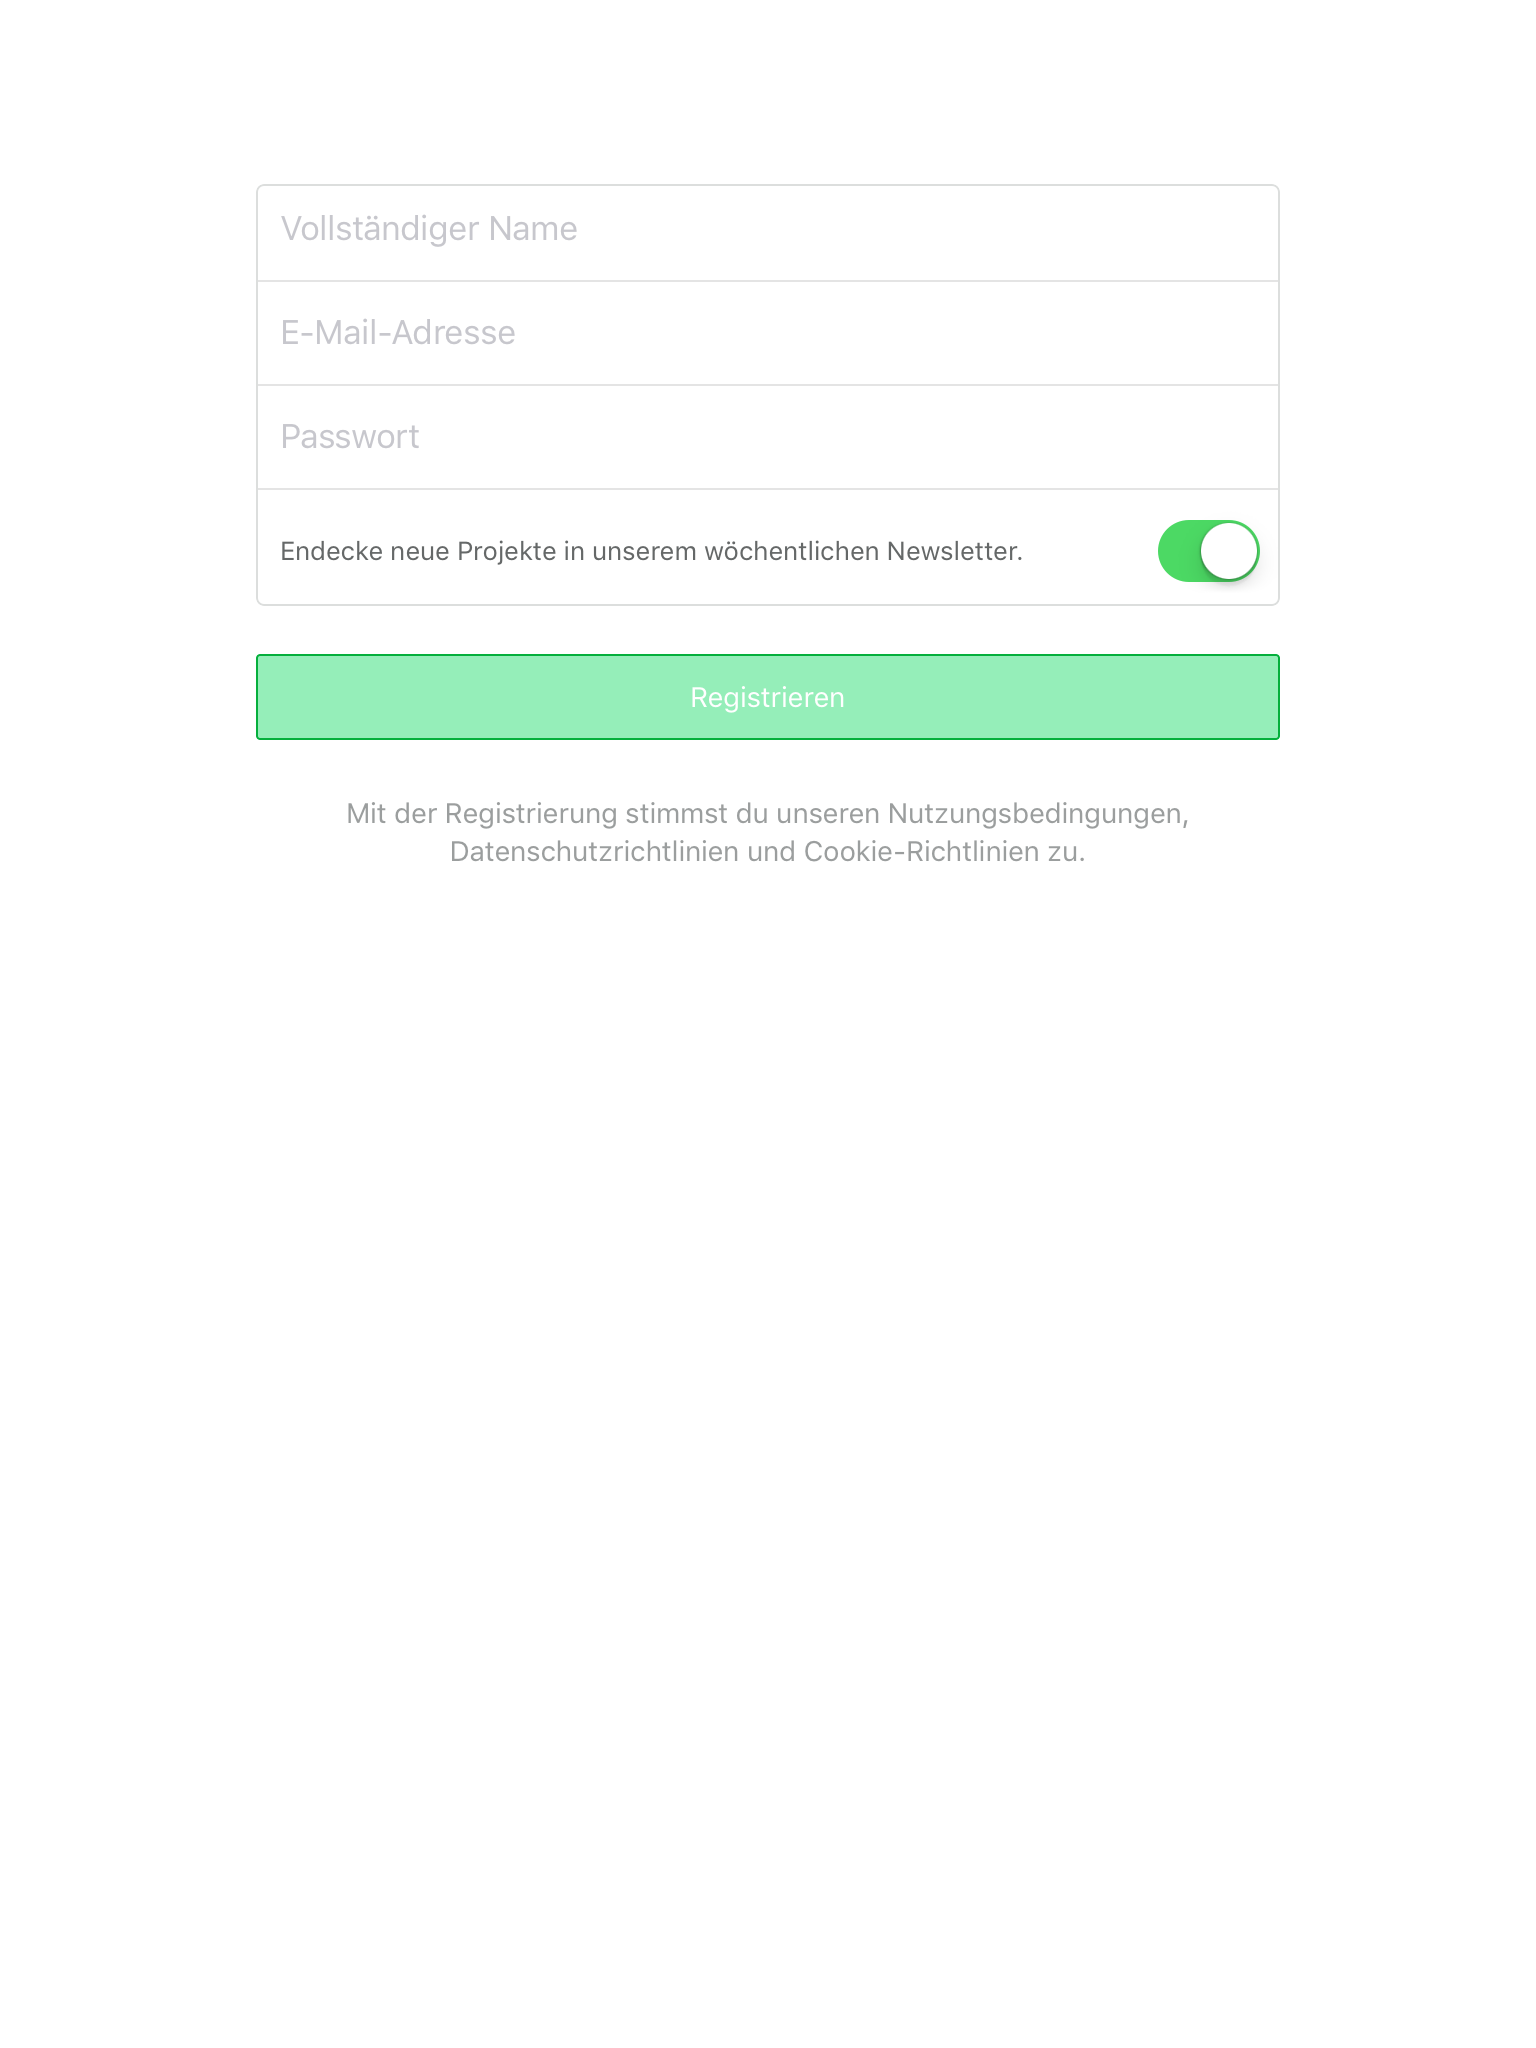 Vollständiger Name
E-Mail-Adresse
Passwort
Endecke neue Projekte in unserem wöchentlichen Newsletter.
Registrieren
Mit der Registrierung stimmst du unseren Nutzungsbedingungen,
Datenschutzrichtlinien und Cookie-Richtlinien zu.